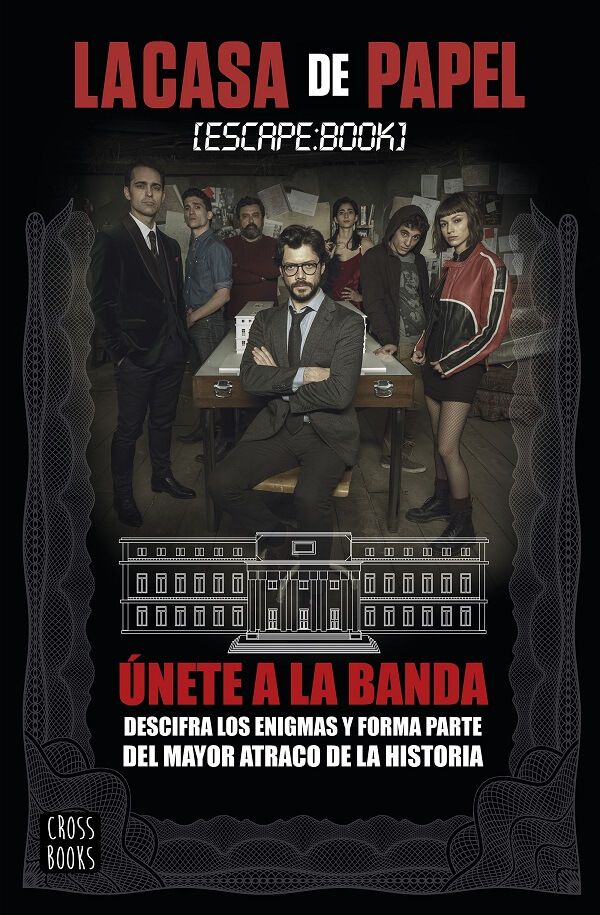 LA CASA DE PAPEL
[ESCAPE:BOOK]
ÚNETE A LA BANDA
DESCIFRA LOS ENIGMAS Y FORMA PARTE
DEL MAYOR ATRACO DE LA HISTORIA
CROSS
BOOKS